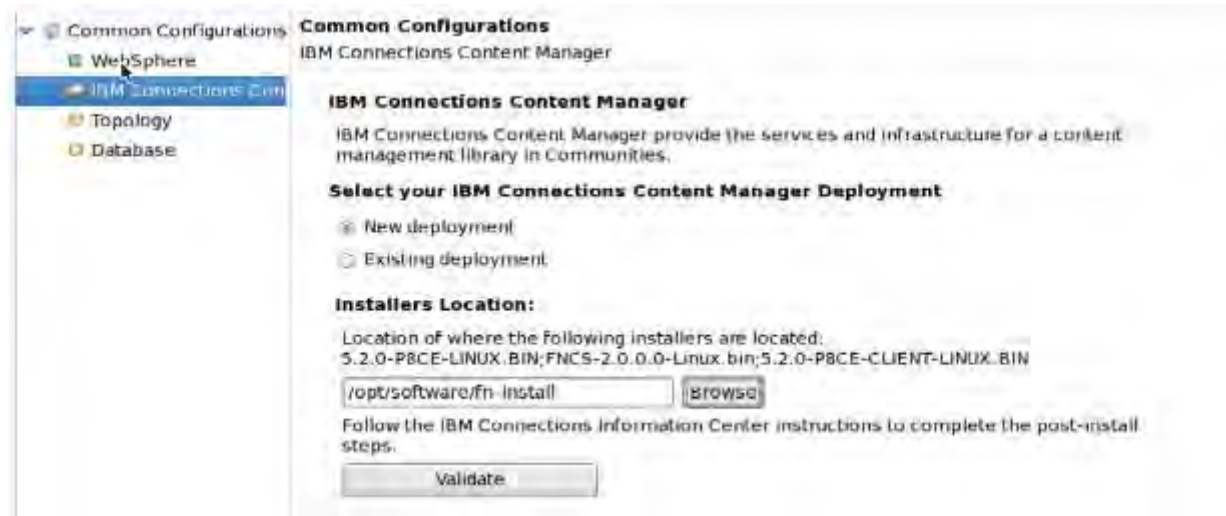 Common Configurations
WebSphere
IBM Connections Con
Topology
Database
Common Configurations
IBM Connections Content Manager
IBM Connections Content Manager
IBM Connections Content Manager provide the services and infrastructure for a content
management library in Communities.
Select your IBM Connections Content Manager Deployment
New deployment
Existing deployment
Installers Location:
Location of where the following installers are located:
5.2.0-P8CE-LINUX.BIN;FNCS-2.0.0.0-Linux.bin;5.2.0-P8CE-CLIENT-LINUX.BIN
/opt/software/fn-install Browse
Follow the IBM Connections Information Center instructions to complete the post-install
steps.
Validate